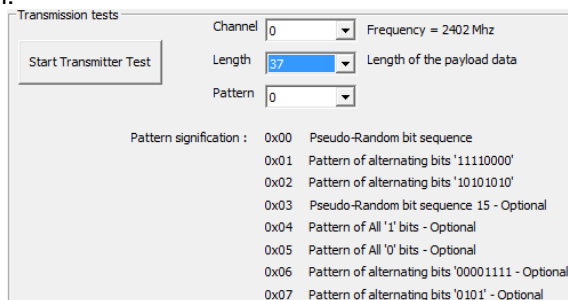 Transmission tests
Channel 0 Frequency = 2402 Mhz
Start Transmitter Test Length 37 Length of the payload data
Pattern 0
Pattern signification : 0x00 Pseudo-Random bit sequence
0x01 Pattern of alternating bits '11110000'
0x02 Pattern of alternating bits '10101010'
0x03 Pseudo-Random bit sequence 15 - Optional
0x04 Pattern of All '1' bits - Optional
0x05 Pattern of All '0' bits - Optional
0x06 Pattern of alternating bits '00001111 - Optional
0x07 Pattern of alternating bits '0101' - Optional